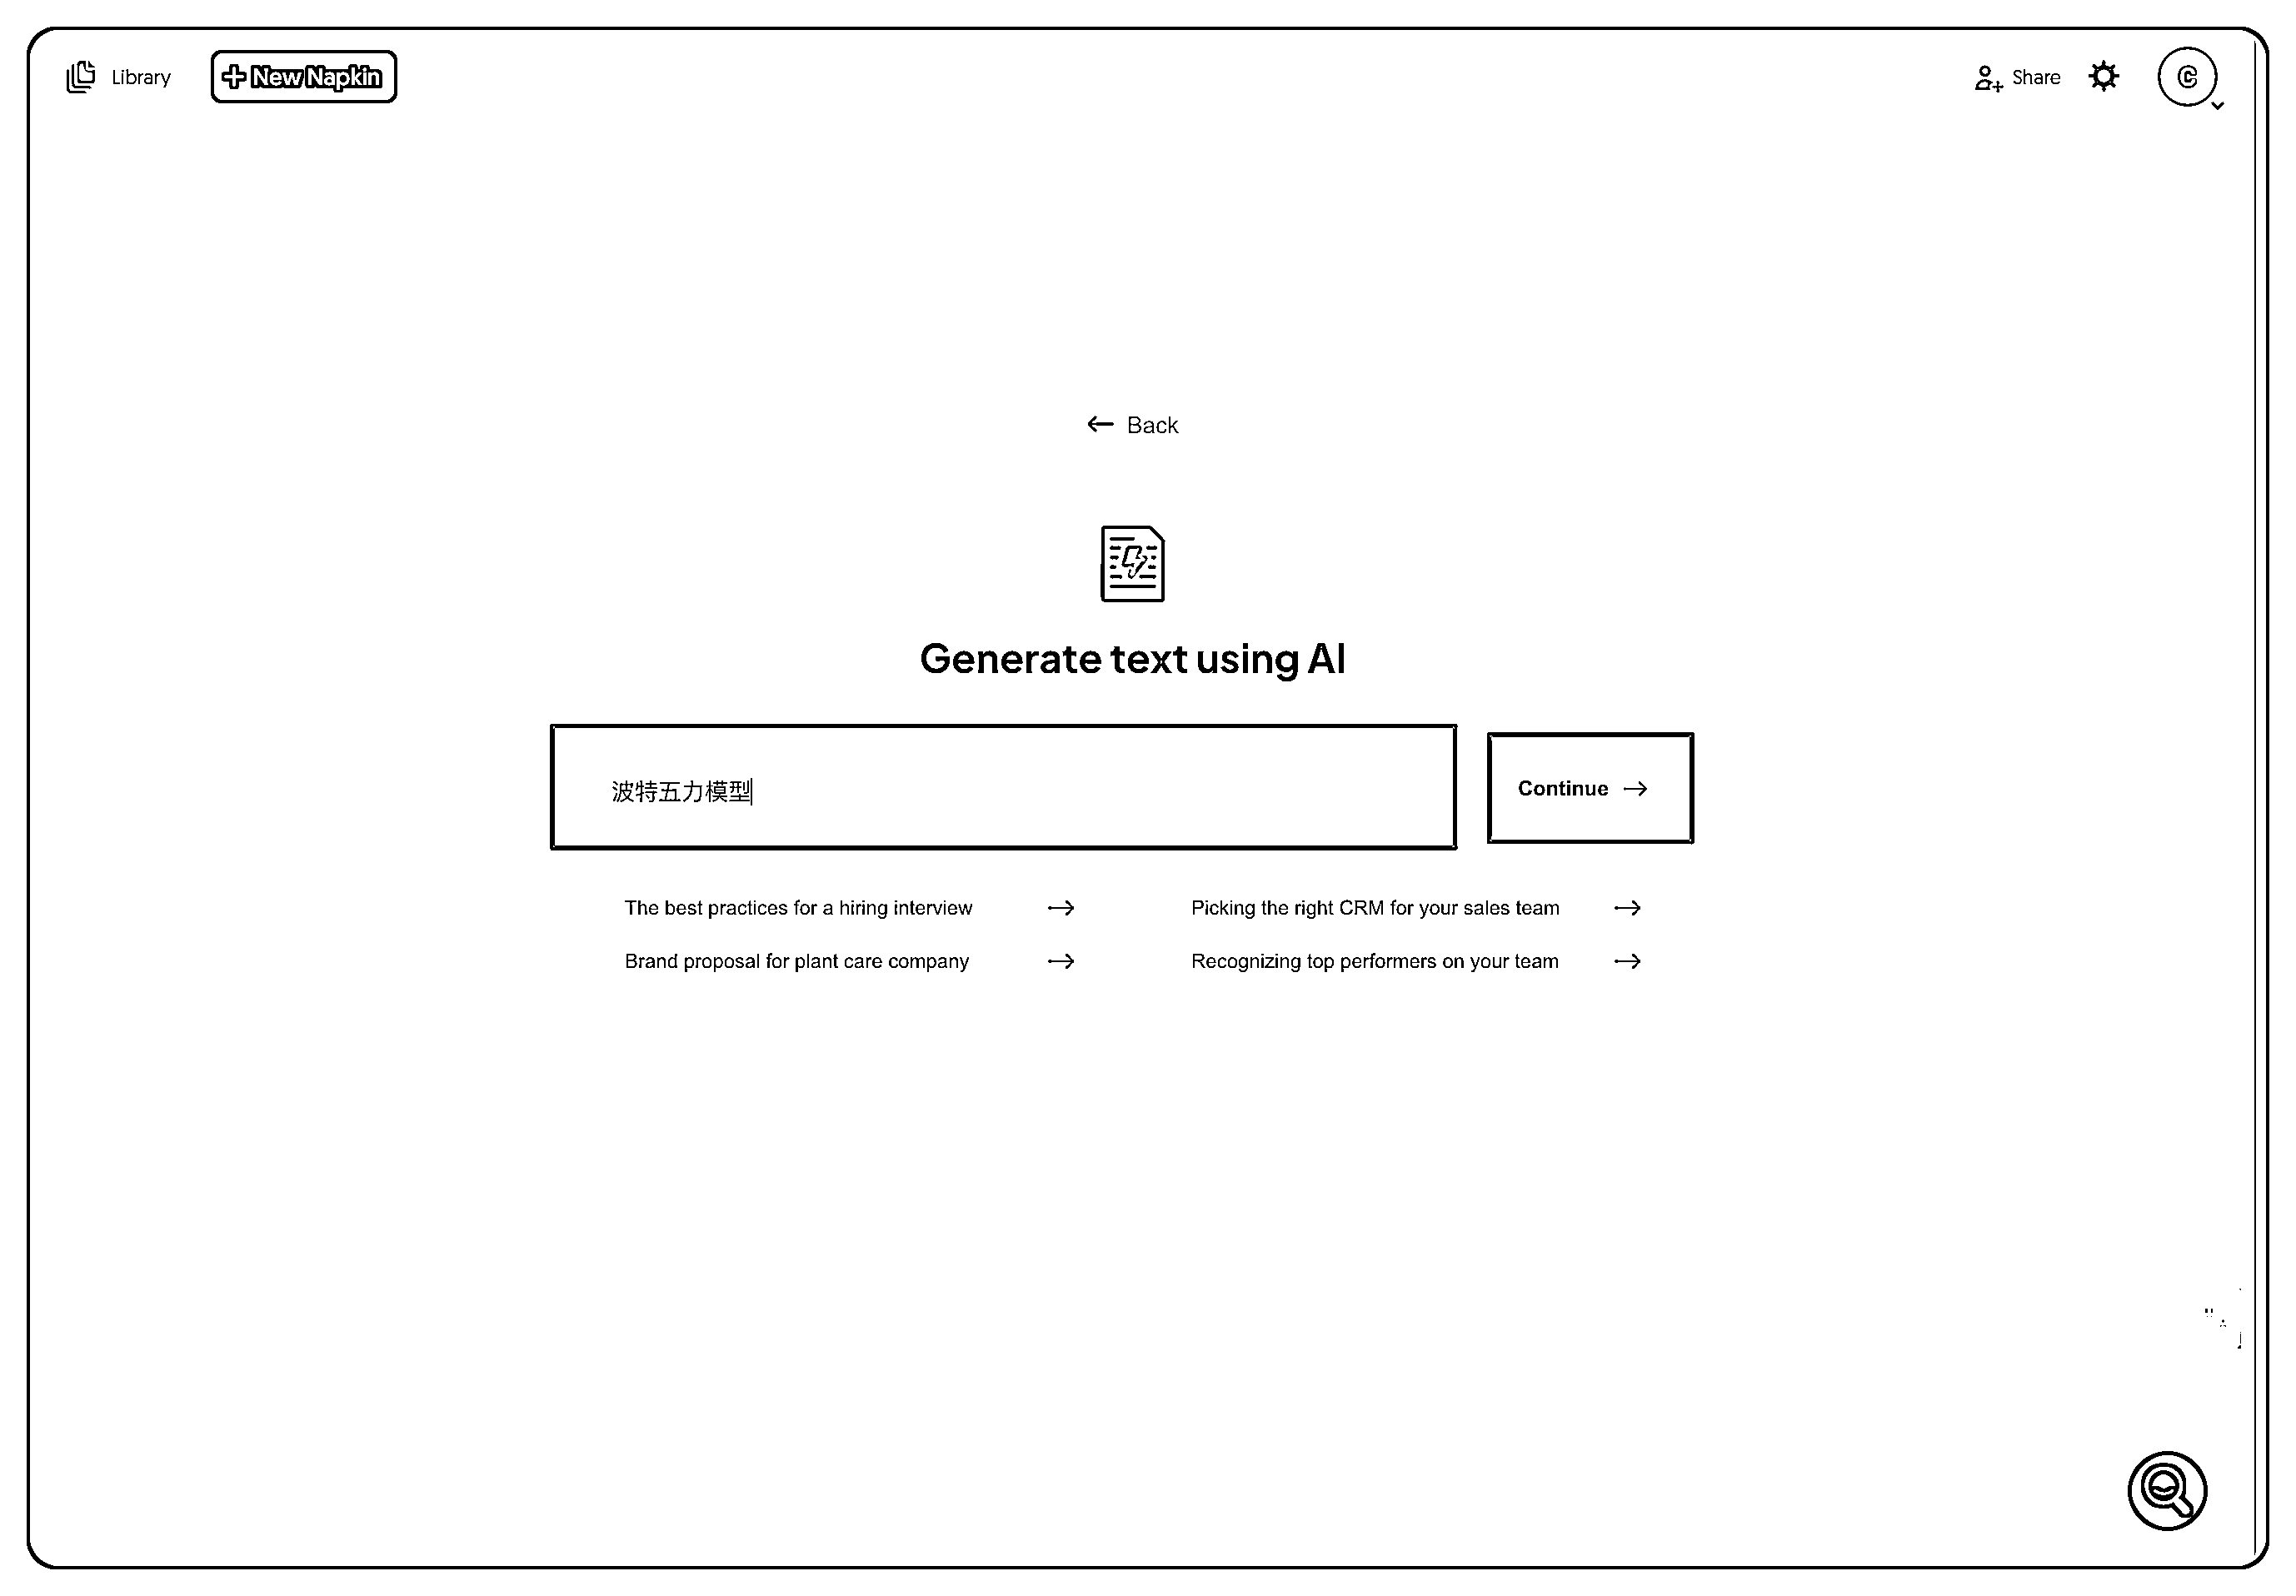 Library
New Napkin
Share
C
Back
Generate text using AI
波特五力模型
Continue
The best practices for a hiring interview
Picking the right CRM for your sales team
Brand proposal for plant care company
Recognizing top performers on your team